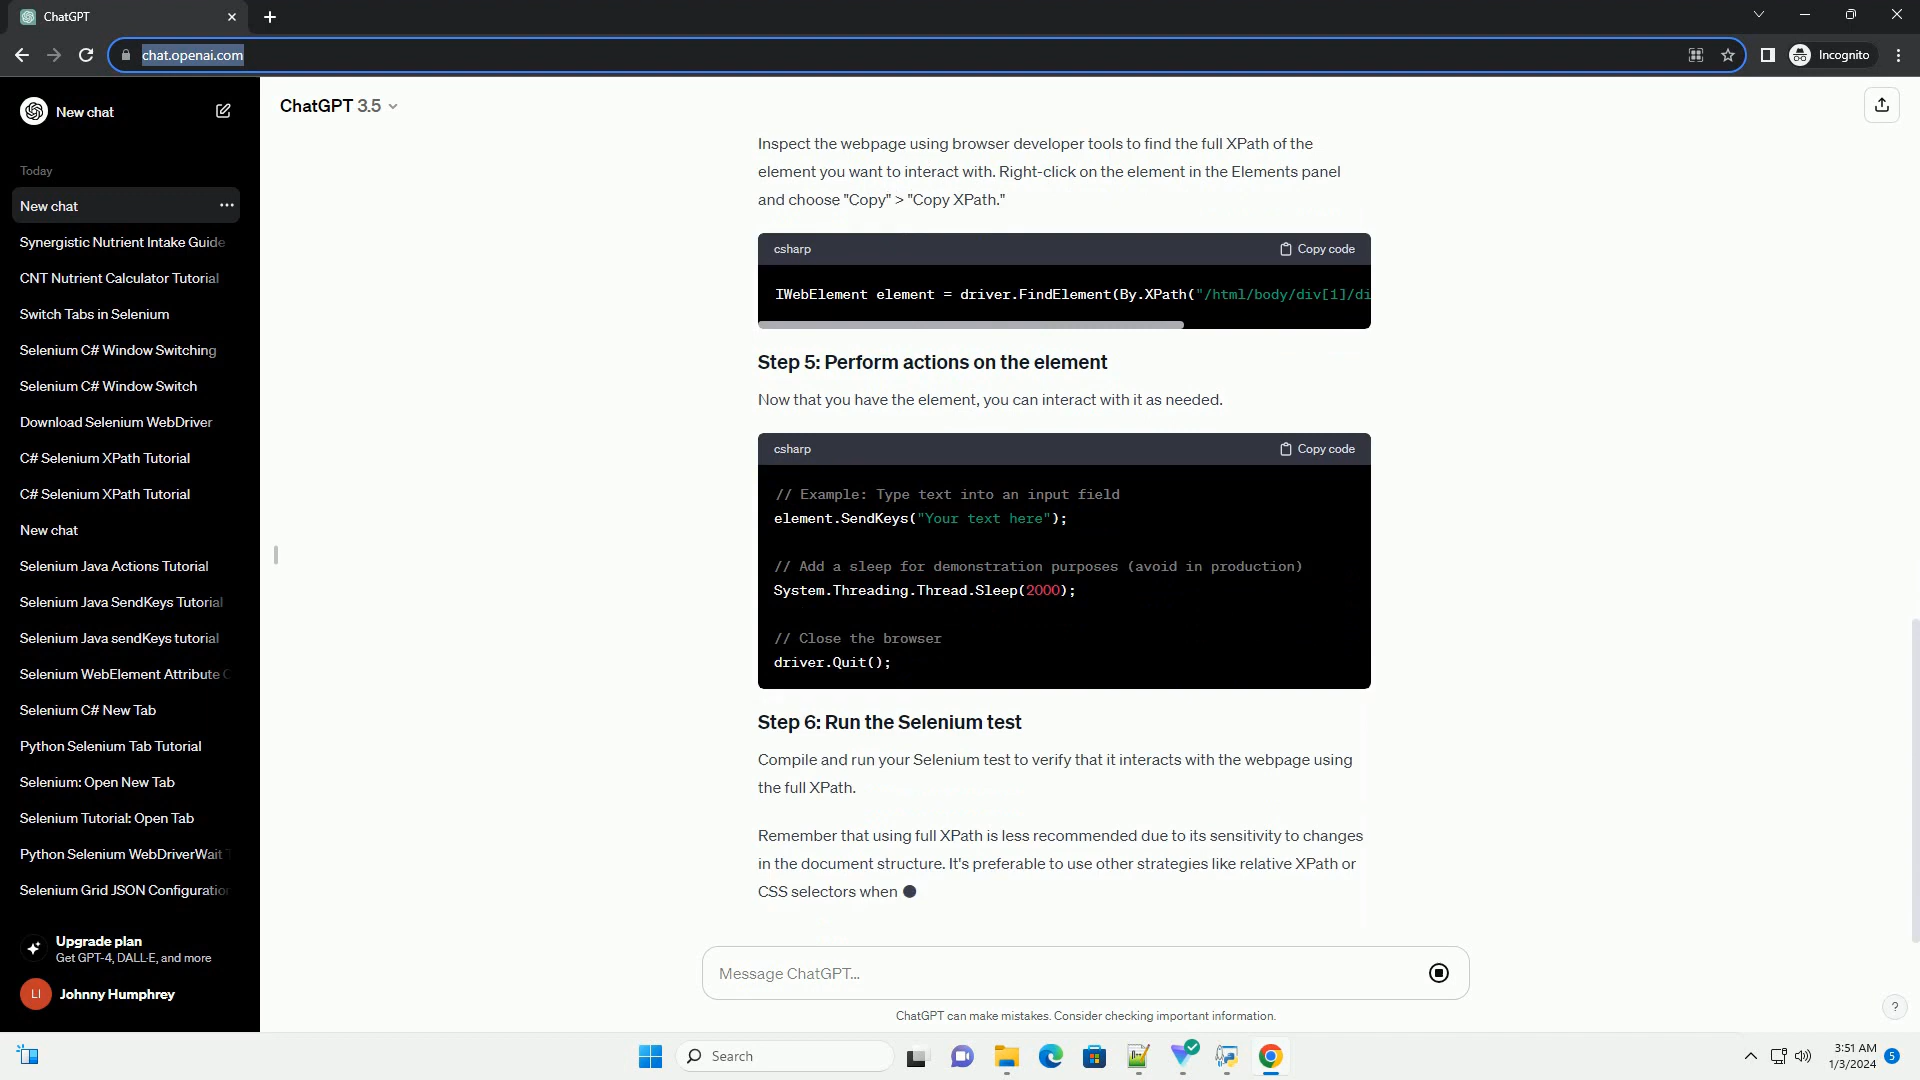 ChatGPT
chat.openai.com
Incognito
New chat
Today
New chat
Synergistic Nutrient Intake Guide
CNT Nutrient Calculator Tutorial
Switch Tabs in Selenium
Selenium C# Window Switching
Selenium C# Window Switch
Download Selenium WebDriver
C# Selenium XPath Tutorial
C# Selenium XPath Tutorial
New chat
Selenium Java Actions Tutorial
Selenium Java SendKeys Tutorial
Selenium Java sendKeys tutorial
Selenium WebElement Attribute C
Selenium C# New Tab
Python Selenium Tab Tutorial
Selenium: Open New Tab
Selenium Tutorial: Open Tab
Python Selenium WebDriverWait T
Selenium Grid JSON Configuration
Upgrade plan
Get GPT-4, DALL·E, and more
LI
Johnny Humphrey
ChatGPT 3.5
Inspect the webpage using browser developer tools to find the full XPath of the
element you want to interact with. Right-click on the element in the Elements panel
and choose "Copy" > "Copy XPath."
csharp
Copy code
IWebElement element = driver.FindElement(By.XPath("/html/body/div[1]/di
Step 5: Perform actions on the element
Now that you have the element, you can interact with it as needed.
csharp
Copy code
// Example: Type text into an input field
element.SendKeys("Your text here");
// Add a sleep for demonstration purposes (avoid in production)
System.Threading.Thread.Sleep(2000);
// Close the browser
driver.Quit();
Step 6: Run the Selenium test
Compile and run your Selenium test to verify that it interacts with the webpage using
the full XPath.
Remember that using full XPath is less recommended due to its sensitivity to changes
in the document structure. It's preferable to use other strategies like relative XPath or
CSS selectors when
Message ChatGPT...
ChatGPT can make mistakes. Consider checking important information.
?
Search
3:51 AM
1/3/2024
5